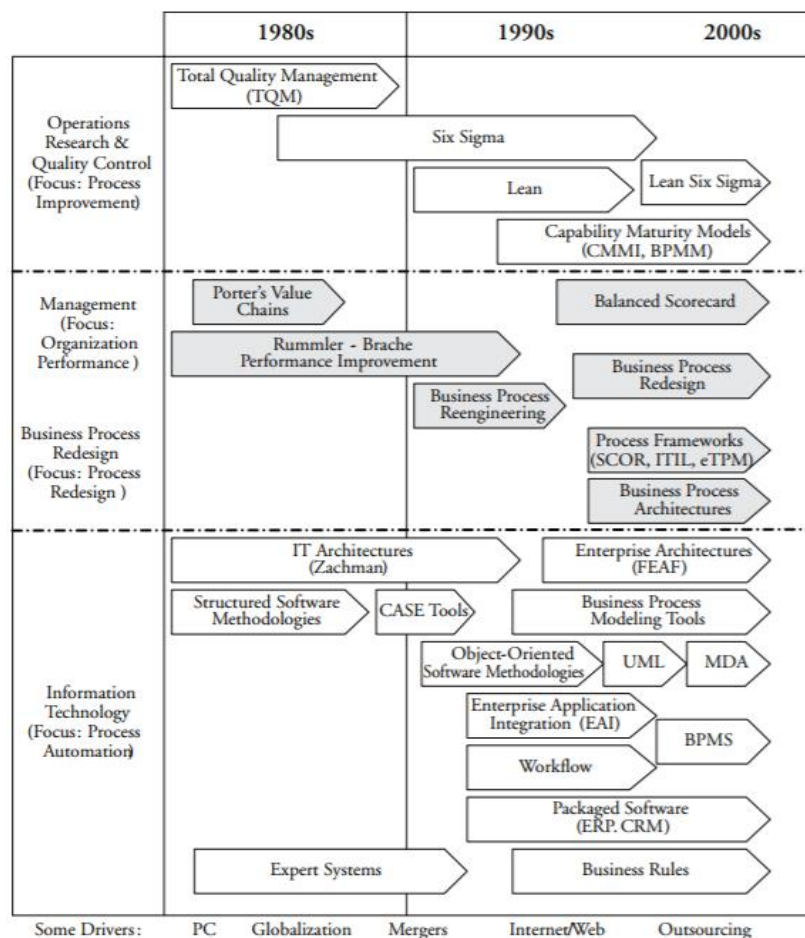 1980s 1990s 2000s
Operations
Research &
Quality Control
(Focus: Process
Improvement)
Total Quality Management
(TQM)
Six Sigma
Lean
Lean Six Sigma
Capability Maturity Models
(CMMI, BPMM)
Management
(Focus:
Organization
Performance )
Porter's Value
Chains
Balanced Scorecard
Rummler - Brache
Performance Improvement
Business Process
Redesign
Business Process
Reengineering
Business Process
Redesign
(Focus: Process
Redesign )
Process Frameworks
(SCOR, ITIL, eTPM)
Business Process
Architectures
Information
Technology
(Focus: Process
Automation)
IT Architectures
(Zachman)
Enterprise Architectures
(FEAF)
Structured Software
Methodologies
CASE Tools
Business Process
Modeling Tools
Object-Oriented
Software Methodologies
UML
MDA
Enterprise Application
Integration (EAI)
BPMS
Workflow
Packaged Software
(ERP. CRM)
Expert Systems
Business Rules
Some Drivers: PC Globalization Mergers Internet/Web Outsourcing